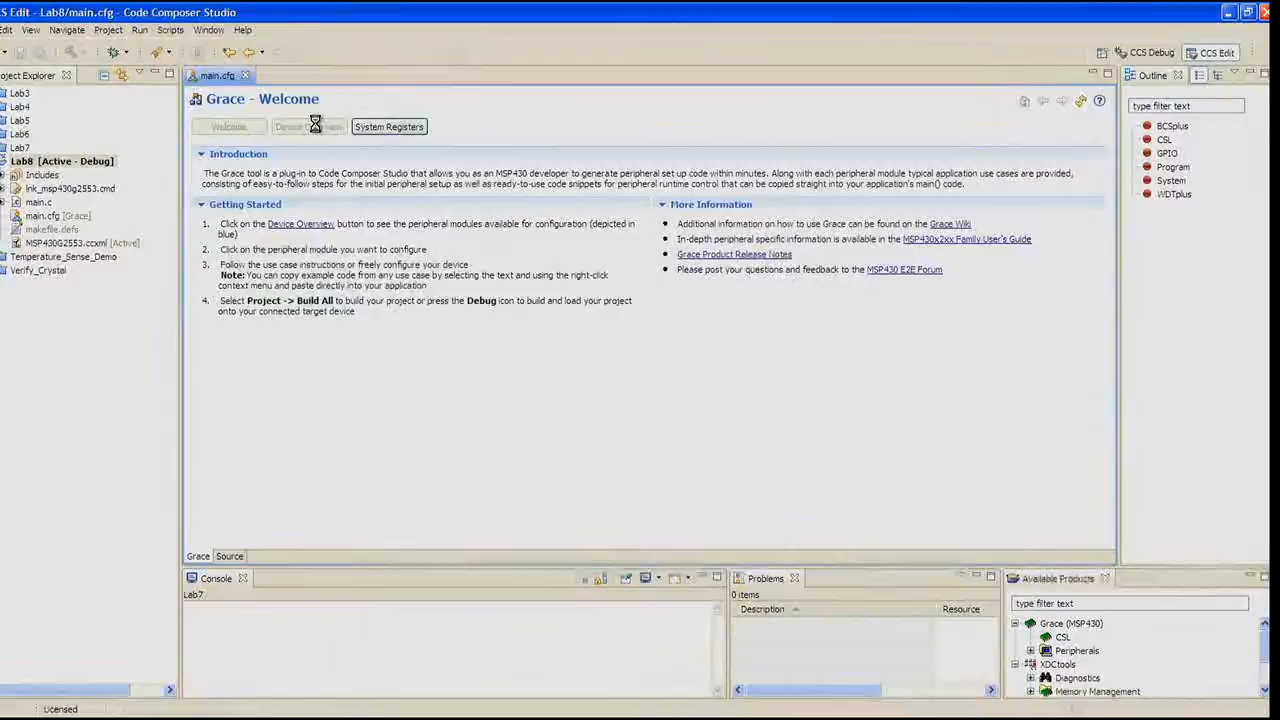 S Edit - Lab8/main.cfg - Code Composer Studio
Edit View Navigate Project Run Scripts Window Help
CCS Debug CCS Edit
oject Explorer
main.cfg
Outline
Lab3
Lab4
Lab5
Lab6
Lab7
Lab8 [Active - Debug]
Includes
lnk_msp430g2553.cmd
main.c
main.cfg [Grace]
makefile.defs
MSP430G2553.ccxml [Active]
Temperature_Sense_Demo
Verify_Crystal
Grace - Welcome
Welcome
System Registers
Introduction
The Grace tool is a plug-in to Code Composer Studio that allows you as an MSP430 developer to generate peripheral set up code within minutes. Along with each peripheral module typical application use cases are provided,
consisting of easy-to-follow steps for the initial peripheral setup as well as ready-to-use code snippets for peripheral runtime control that can be copied straight into your application's main() code.
Getting Started
1. Click on the Device Overview button to see the peripheral modules available for configuration (depicted in
blue)
2. Click on the peripheral module you want to configure
3. Follow the use case instructions or freely configure your device
Note: You can copy example code from any use case by selecting the text and using the right-click
context menu and paste directly into your application
4. Select Project -> Build All to build your project or press the Debug icon to build and load your project
onto your connected target device
More Information
Additional information on how to use Grace can be found on the Grace Wiki
In-depth peripheral specific information is available in the MSP430x2xx Family User's Guide
Grace Product Release Notes
Please post your questions and feedback to the MSP430 E2E Forum
type filter text
BCSplus
CSL
GPIO
Program
System
WDTplus
Grace Source
Console
Lab7
Problems
0 items
Description Resource
Available Products
type filter text
Grace (MSP430)
CSL
Peripherals
XDCtools
Diagnostics
Memory Management
Licensed